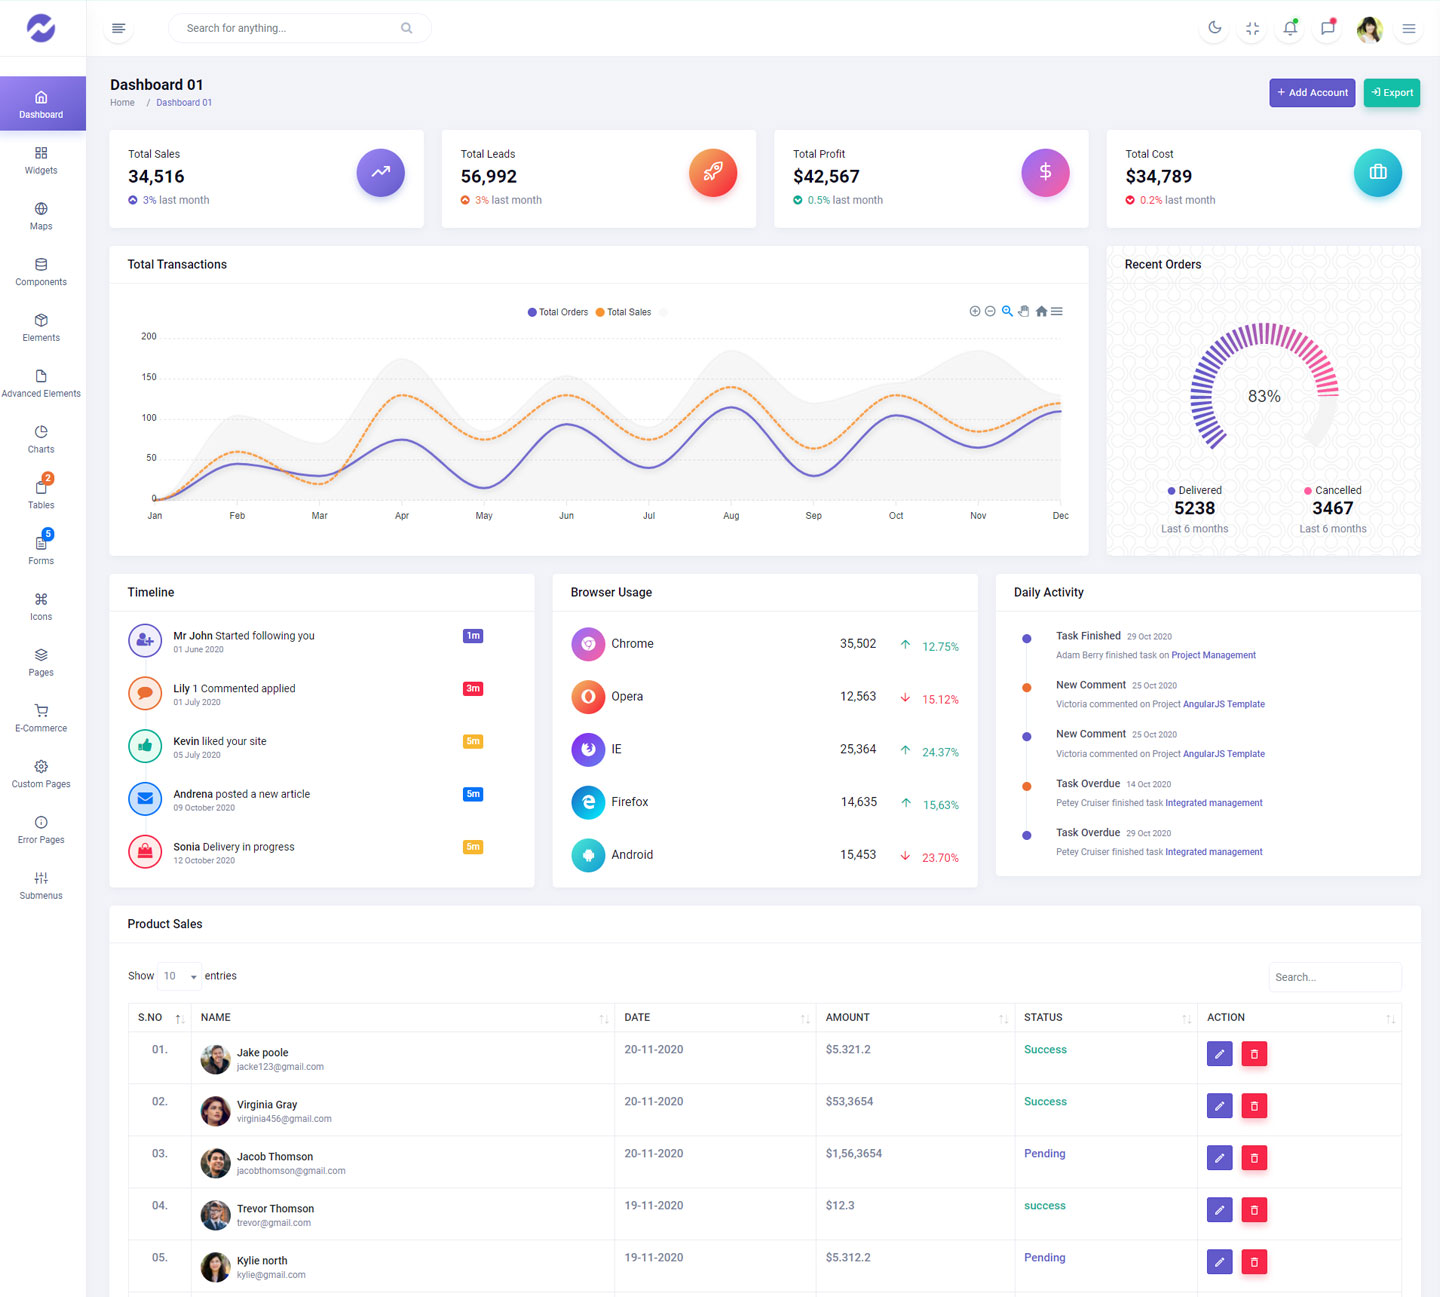 Search for anything...
Dashboard
Widgets
Maps
Components
Elements
Advanced Elements
Charts
2
Tables
5
Forms
Icons
Pages
E-Commerce
Custom Pages
Error Pages
Submenus
Dashboard 01
Home / Dashboard 01
+ Add Account
Export
Total Sales
34,516
3% last month
Total Leads
56,992
3% last month
Total Profit
$42,567
0.5% last month
Total Cost
$34,789
0.2% last month
Total Transactions
Total Orders Total Sales
200
150
100
50
0
Jan Feb Mar Apr May Jun Jul Aug Sep Oct Nov Dec
Recent Orders
83%
Delivered
5238
Last 6 months
Cancelled
3467
Last 6 months
Timeline
Mr John Started following you 1m
01 June 2020
Lily 1 Commented applied 3m
01 July 2020
Kevin liked your site 5m
05 July 2020
Andrena posted a new article 5m
09 October 2020
Sonia Delivery in progress 5m
12 October 2020
Browser Usage
Chrome 35,502 12.75%
Opera 12,563 15.12%
IE 25,364 24.37%
Firefox 14,635 15,63%
Android 15,453 23.70%
Daily Activity
Task Finished 29 Oct 2020
Adam Berry finished task on Project Management
New Comment 25 Oct 2020
Victoria commented on Project AngularJS Template
New Comment 25 Oct 2020
Victoria commented on Project AngularJS Template
Task Overdue 14 Oct 2020
Petey Cruiser finished task Integrated management
Task Overdue 29 Oct 2020
Petey Cruiser finished task Integrated management
Product Sales
Show 10 entries
Search...
S.NO NAME DATE AMOUNT STATUS ACTION
01. Jake poole 20-11-2020 $5.321.2 Success
jacke123@gmail.com
02. Virginia Gray 20-11-2020 $53,3654 Success
virginia456@gmail.com
03. Jacob Thomson 20-11-2020 $1,56,3654 Pending
jacobthomson@gmail.com
04. Trevor Thomson 19-11-2020 $12.3 success
trevor@gmail.com
05. Kylie north 19-11-2020 $5.312.2 Pending
kylie@gmail.com